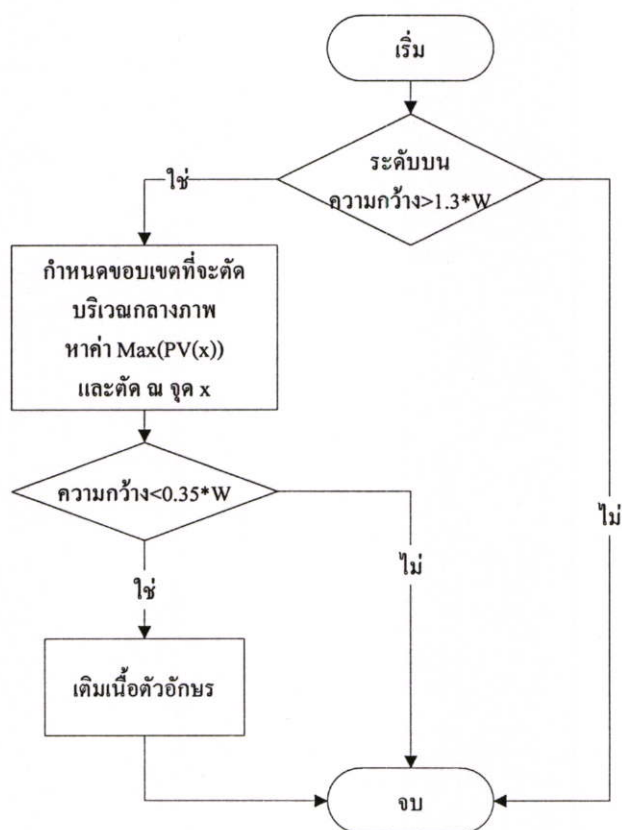 เริ่ม
ระดับบน
ความกว้าง>1.3*W
ใช่
กำหนดขอบเขตที่จะตัด
บริเวณกลางภาพ
หาค่า Max(PV(x))
และตัด ณ จุด x
ความกว้าง<0.35*W
ไม่
ไม่
ใช่
เติมเนื้อตัวอักษร
จบ